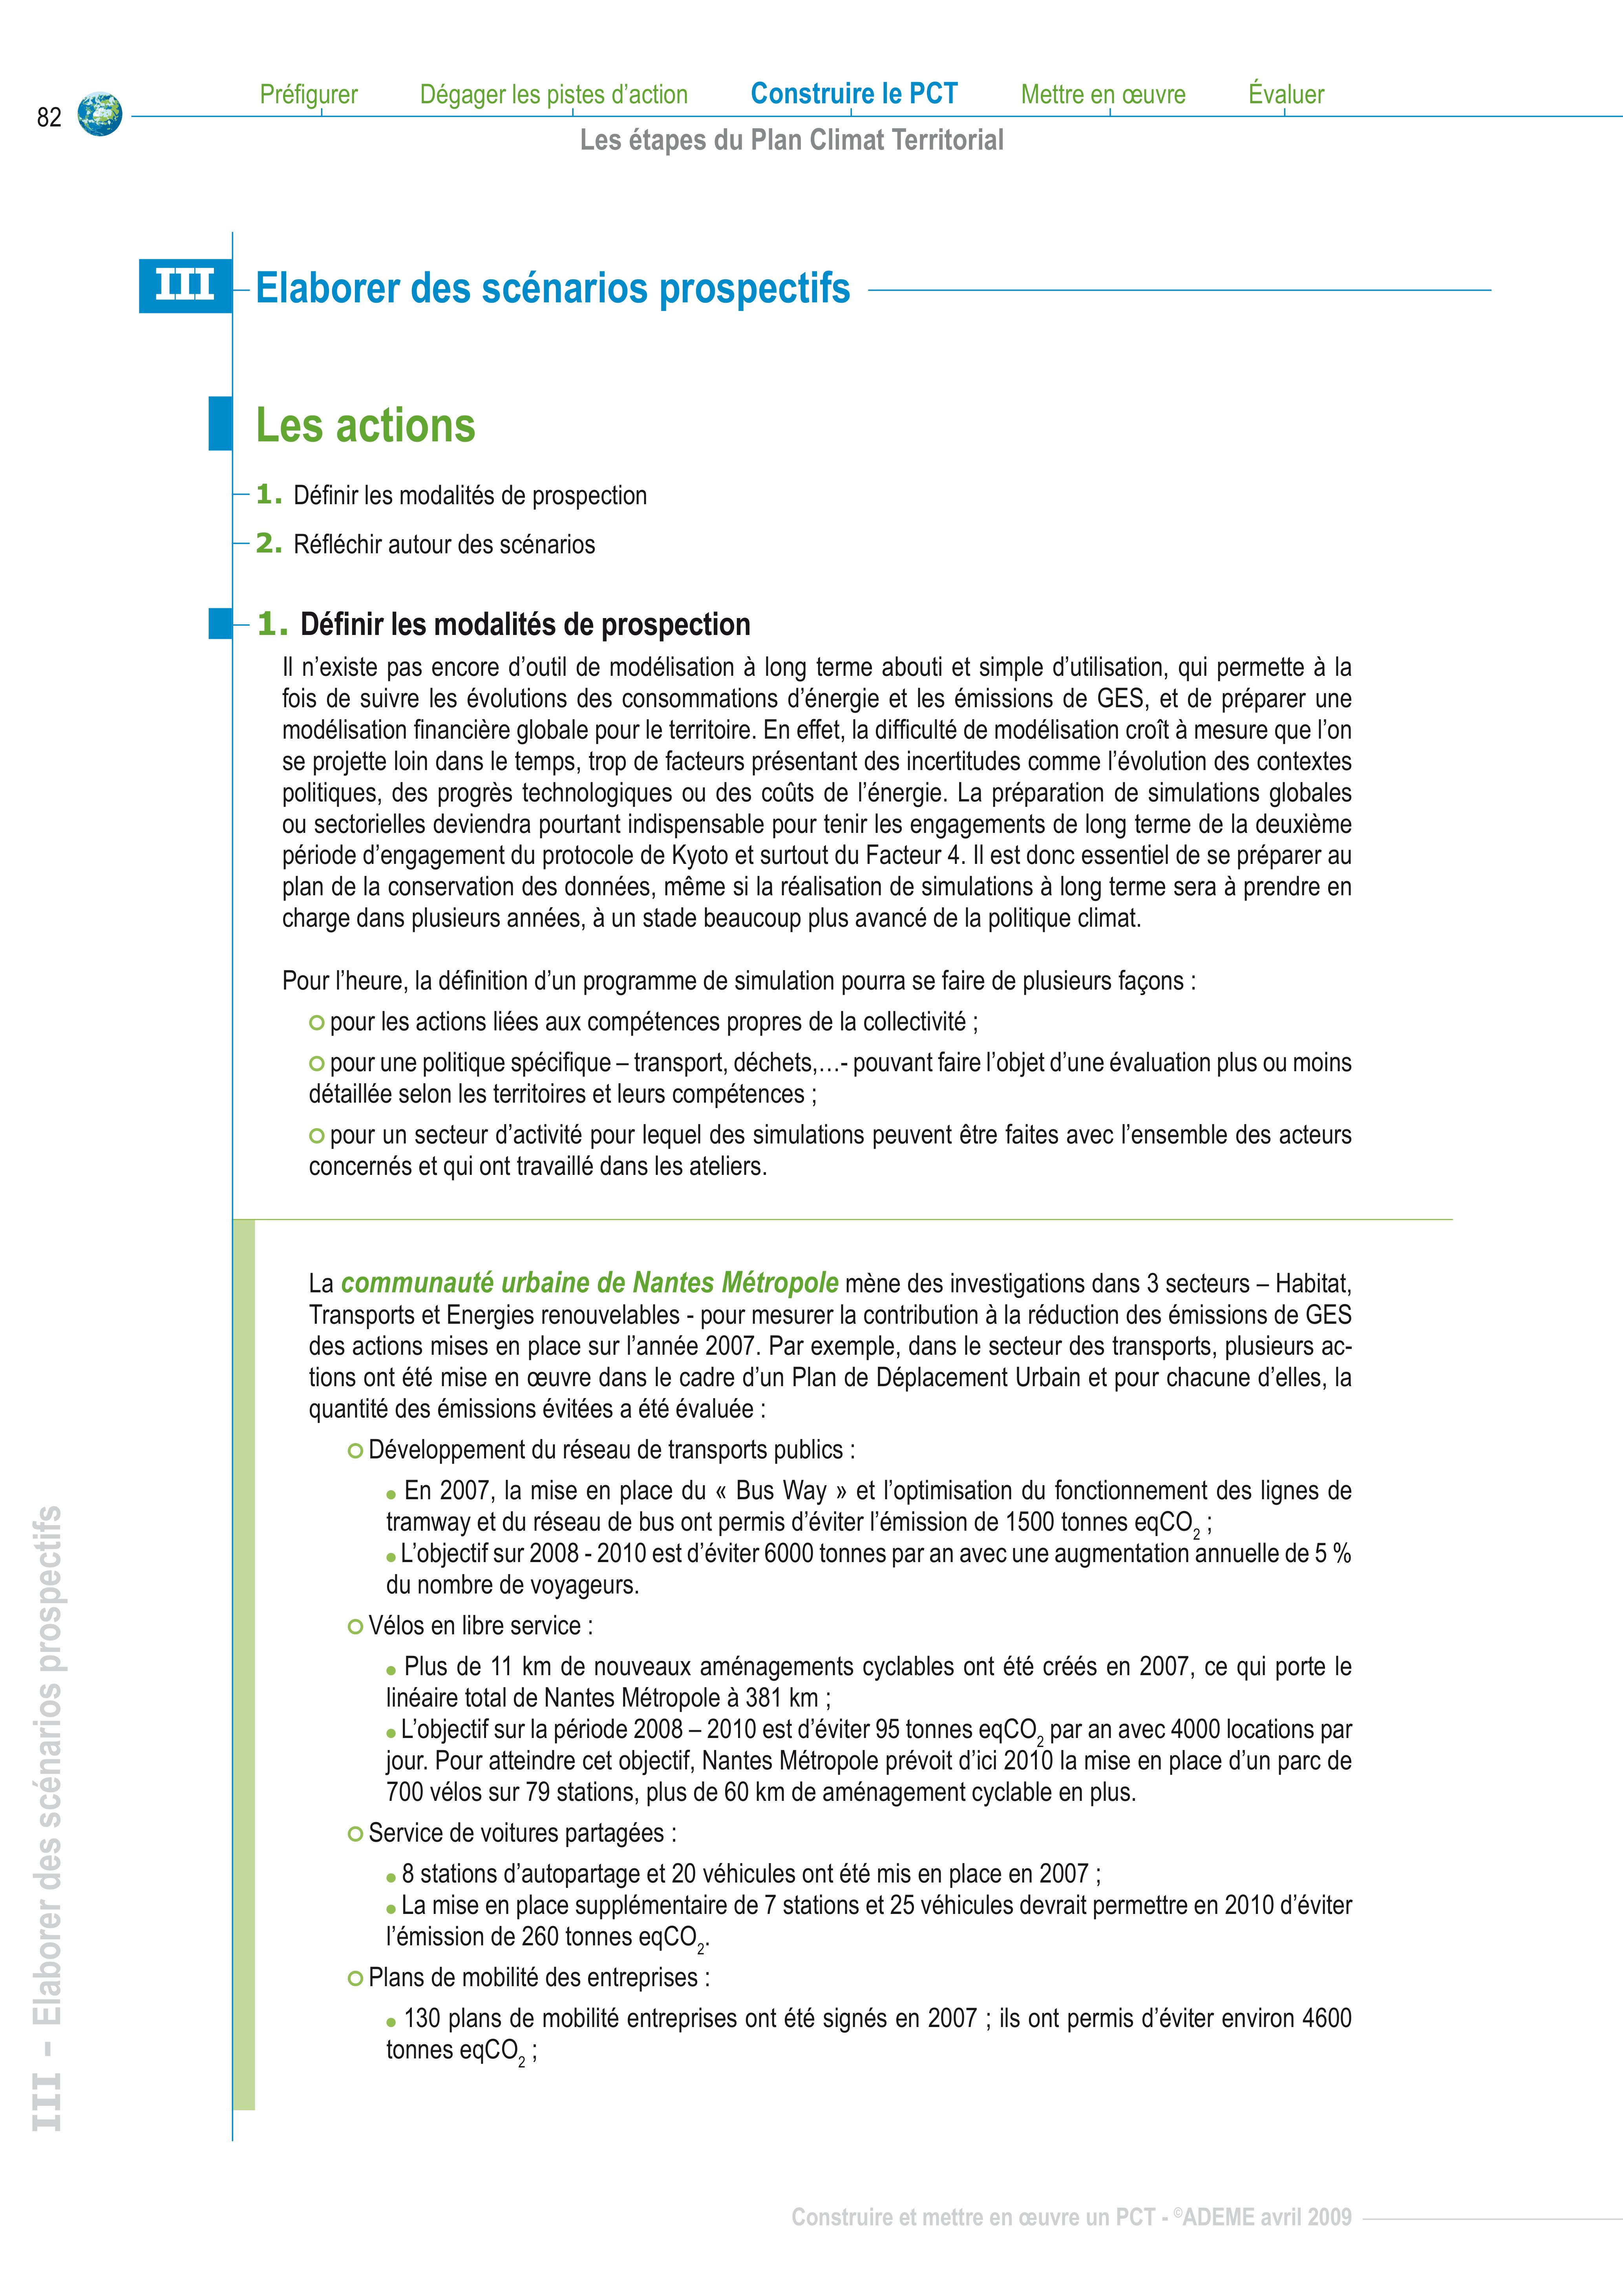 82
Préfigurer Dégager les pistes d’action Construire le PCT Mettre en œuvre Évaluer
Les étapes du Plan Climat Territorial
III Elaborer des scénarios prospectifs
Les actions
1. Définir les modalités de prospection
2. Réfléchir autour des scénarios
1. Définir les modalités de prospection
Il n’existe pas encore d’outil de modélisation à long terme abouti et simple d’utilisation, qui permette à la
fois de suivre les évolutions des consommations d’énergie et les émissions de GES, et de préparer une
modélisation financière globale pour le territoire. En effet, la difficulté de modélisation croît à mesure que l’on
se projette loin dans le temps, trop de facteurs présentant des incertitudes comme l’évolution des contextes
politiques, des progrès technologiques ou des coûts de l’énergie. La préparation de simulations globales
ou sectorielles deviendra pourtant indispensable pour tenir les engagements de long terme de la deuxième
période d’engagement du protocole de Kyoto et surtout du Facteur 4. Il est donc essentiel de se préparer au
plan de la conservation des données, même si la réalisation de simulations à long terme sera à prendre en
charge dans plusieurs années, à un stade beaucoup plus avancé de la politique climat.
Pour l’heure, la définition d’un programme de simulation pourra se faire de plusieurs façons :
pour les actions liées aux compétences propres de la collectivité ;
pour une politique spécifique – transport, déchets,…- pouvant faire l’objet d’une évaluation plus ou moins
détaillée selon les territoires et leurs compétences ;
pour un secteur d’activité pour lequel des simulations peuvent être faites avec l’ensemble des acteurs
concernés et qui ont travaillé dans les ateliers.
La communauté urbaine de Nantes Métropole mène des investigations dans 3 secteurs – Habitat,
Transports et Energies renouvelables - pour mesurer la contribution à la réduction des émissions de GES
des actions mises en place sur l’année 2007. Par exemple, dans le secteur des transports, plusieurs ac-
tions ont été mise en œuvre dans le cadre d’un Plan de Déplacement Urbain et pour chacune d’elles, la
quantité des émissions évitées a été évaluée :
Développement du réseau de transports publics :
● En 2007, la mise en place du « Bus Way » et l’optimisation du fonctionnement des lignes de
tramway et du réseau de bus ont permis d’éviter l’émission de 1500 tonnes eqCO2 ;
● L’objectif sur 2008 - 2010 est d’éviter 6000 tonnes par an avec une augmentation annuelle de 5 %
du nombre de voyageurs.
Vélos en libre service :
● Plus de 11 km de nouveaux aménagements cyclables ont été créés en 2007, ce qui porte le
linéaire total de Nantes Métropole à 381 km ;
● L’objectif sur la période 2008 – 2010 est d’éviter 95 tonnes eqCO2 par an avec 4000 locations par
jour. Pour atteindre cet objectif, Nantes Métropole prévoit d’ici 2010 la mise en place d’un parc de
700 vélos sur 79 stations, plus de 60 km de aménagement cyclable en plus.
Service de voitures partagées :
● 8 stations d’autopartage et 20 véhicules ont été mis en place en 2007 ;
● La mise en place supplémentaire de 7 stations et 25 véhicules devrait permettre en 2010 d’éviter
l’émission de 260 tonnes eqCO2.
Plans de mobilité des entreprises :
● 130 plans de mobilité entreprises ont été signés en 2007 ; ils ont permis d’éviter environ 4600
tonnes eqCO2 ;
III – Elaborer des scénarios prospectifs
Construire et mettre en œuvre un PCT - ©ADEME avril 2009